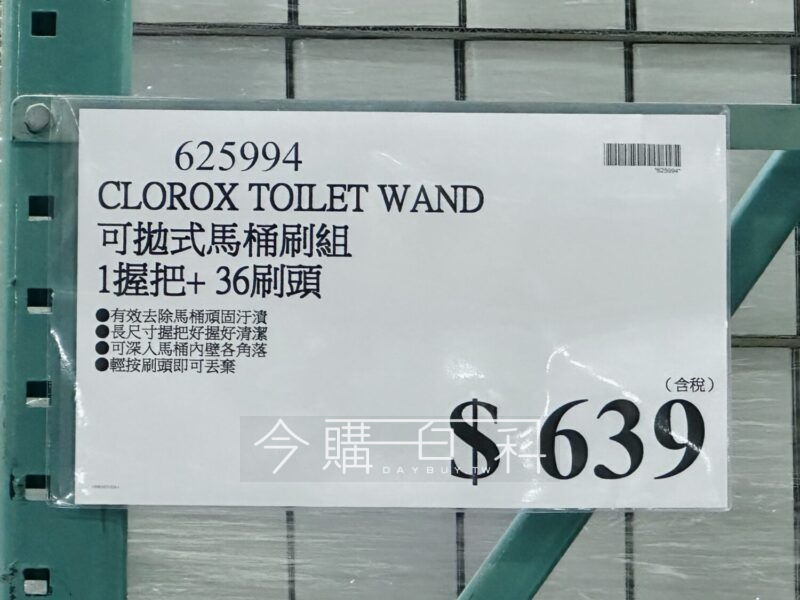 625994
"625994"
CLOROX TOILET WAND
可拋式馬桶刷組
1握把+ 36刷頭
●有效去除馬桶頑固汙漬
●長尺寸握把好握好清潔
●可深入馬桶內壁各角落
●輕按刷頭即可丟棄
(含稅)
$ 639
今購百科
DAYBUY.TW